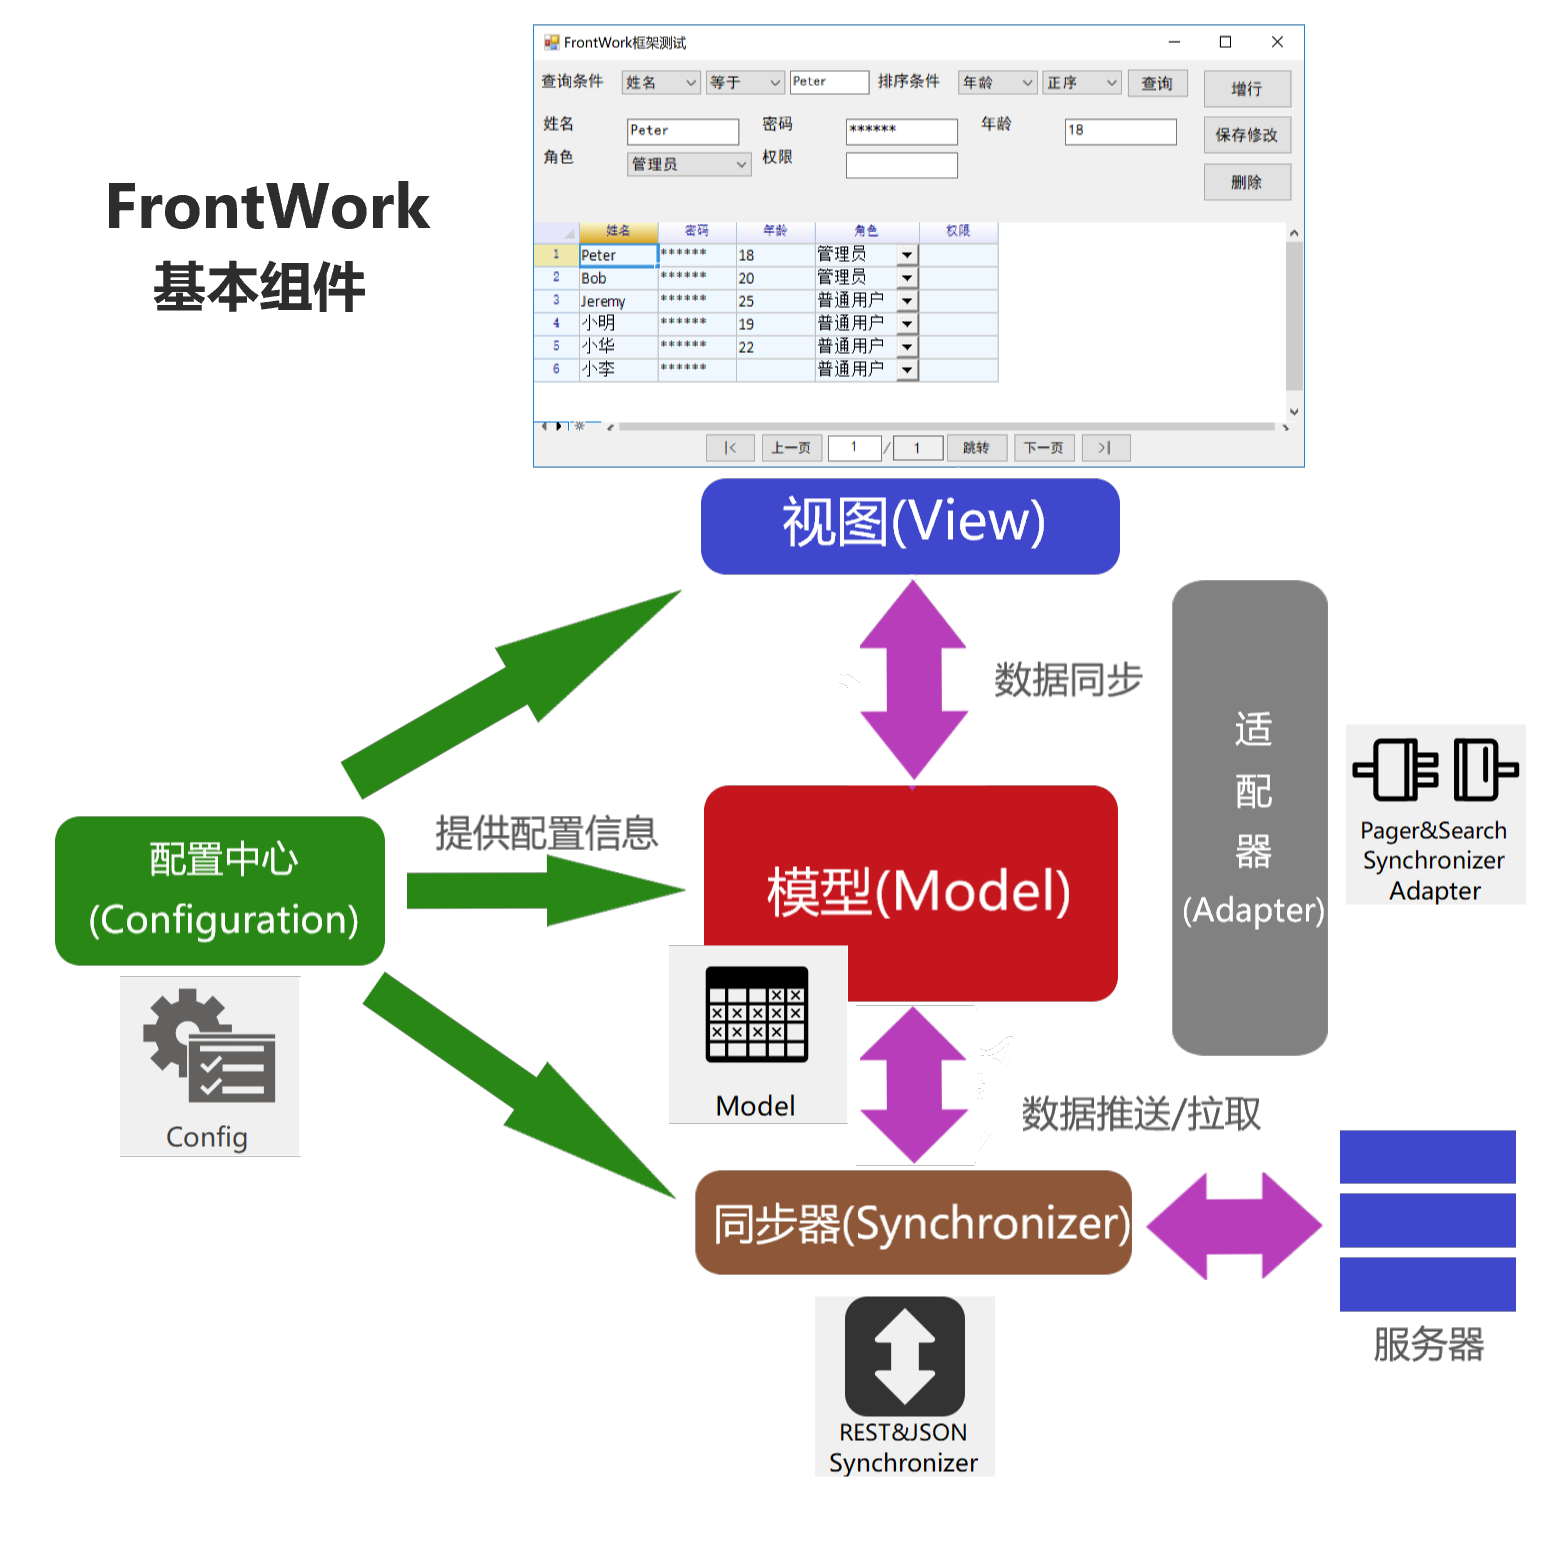 FrontWork
基本组件
FrontWork框架测试
查询条件 姓名 等于 Peter 排序条件 年龄 正序 查询 增行
姓名 Peter 密码 ****** 年龄 18 保存修改
角色 管理员 权限 删除
姓名 密码 年龄 角色 权限
1 Peter ****** 18 管理员
2 Bob ****** 20 管理员
3 Jeremy ****** 25 普通用户
4 小明 ****** 19 普通用户
5 小华 ****** 22 普通用户
6 小李 ****** 普通用户
|< 上一页 1 / 1 跳转 下一页 >|
视图(View)
数据同步
适
配
器
(Adapter)
Pager&Search
Synchronizer
Adapter
提供配置信息
配置中心
(Configuration)
Config
模型(Model)
Model
数据推送/拉取
同步器(Synchronizer)
服务器
REST&JSON
Synchronizer